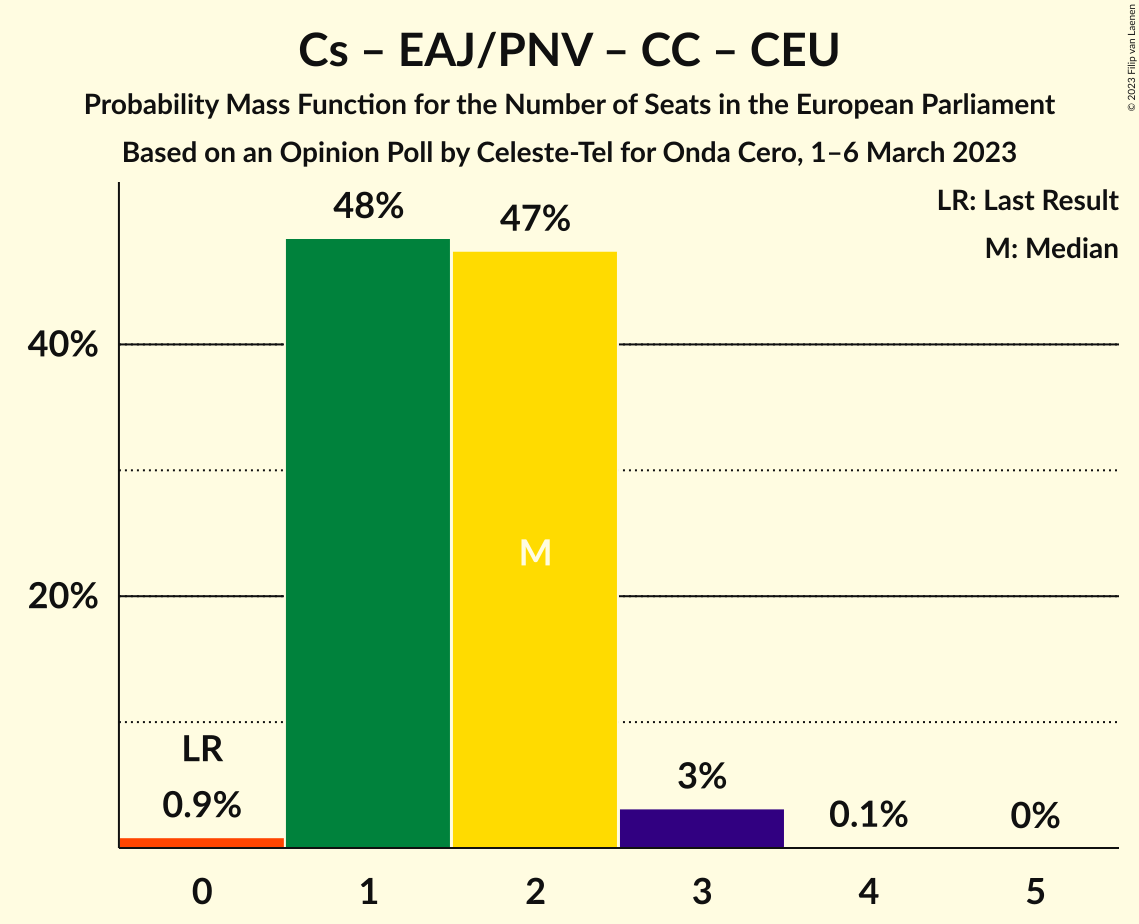 Cs – EAJ/PNV – CC – CEU
Probability Mass Function for the Number of Seats in the European Parliament
Based on an Opinion Poll by Celeste-Tel for Onda Cero, 1–6 March 2023
© 2023 Filip van Laenen
LR: Last Result
M: Median
48%
47%
40%
M
20%
LR
0.9%
3%
0.1%
0%
0 1 2 3 4 5